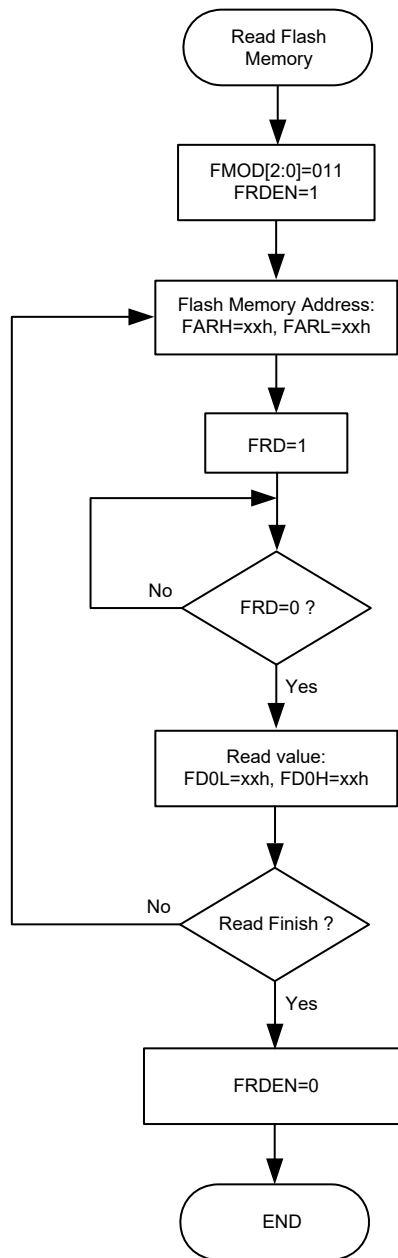 Read Flash
Memory
FMOD[2:0]=011
FRDEN=1
Flash Memory Address:
FARH=xxh, FARL=xxh
FRD=1
No
FRD=0 ?
Yes
Read value:
FD0L=xxh, FD0H=xxh
No
Read Finish ?
Yes
FRDEN=0
END